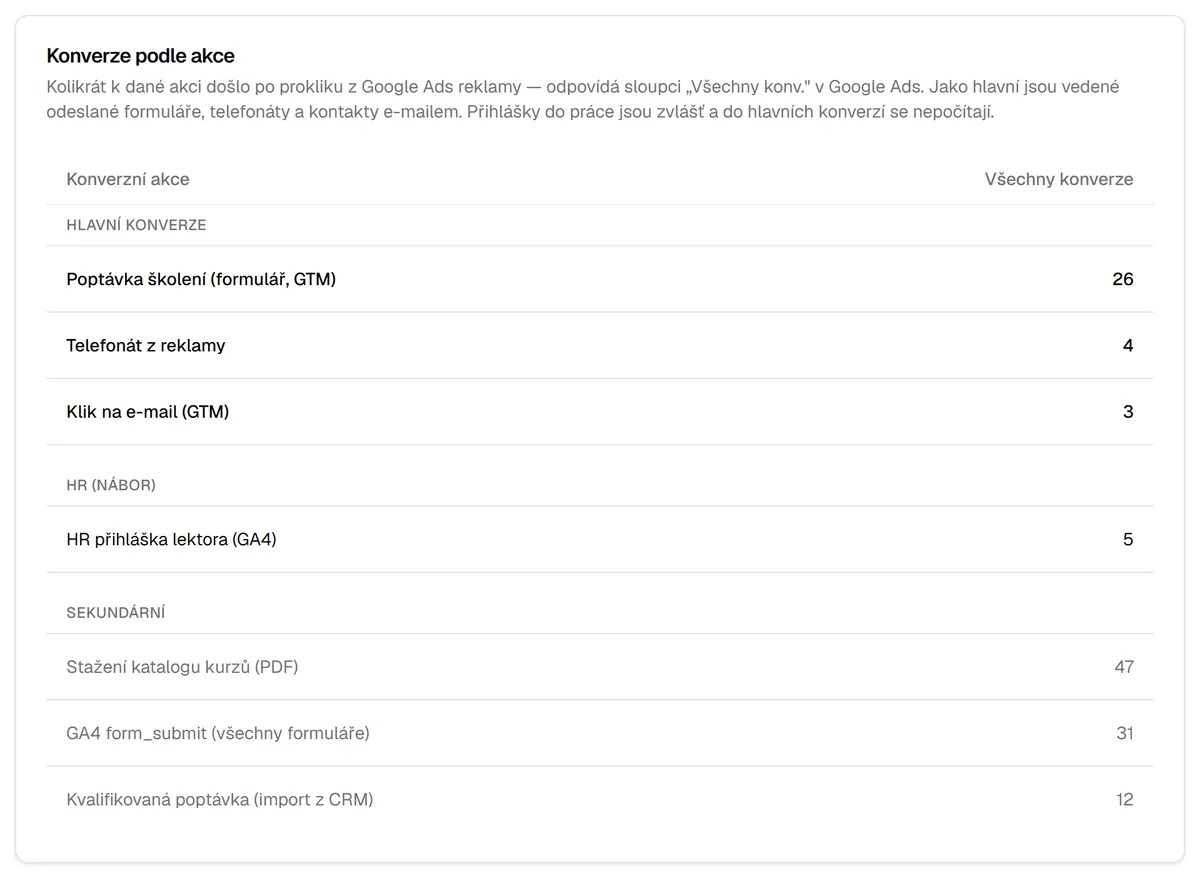 Konverze podle akce
Kolikrát k dané akci došlo po prokliku z Google Ads reklamy — odpovídá sloupci „Všechny konv." v Google Ads. Jako hlavní jsou vedené
odeslané formuláře, telefonáty a kontakty e-mailem. Přihlášky do práce jsou zvlášť a do hlavních konverzí se nepočítají.
Konverzní akce Všechny konverze
HLAVNÍ KONVERZE
Poptávka školení (formulář, GTM) 26
Telefonát z reklamy 4
Klik na e-mail (GTM) 3
HR (NÁBOR)
HR přihláška lektora (GA4) 5
SEKUNDÁRNÍ
Stažení katalogu kurzů (PDF) 47
GA4 form_submit (všechny formuláře) 31
Kvalifikovaná poptávka (import z CRM) 12